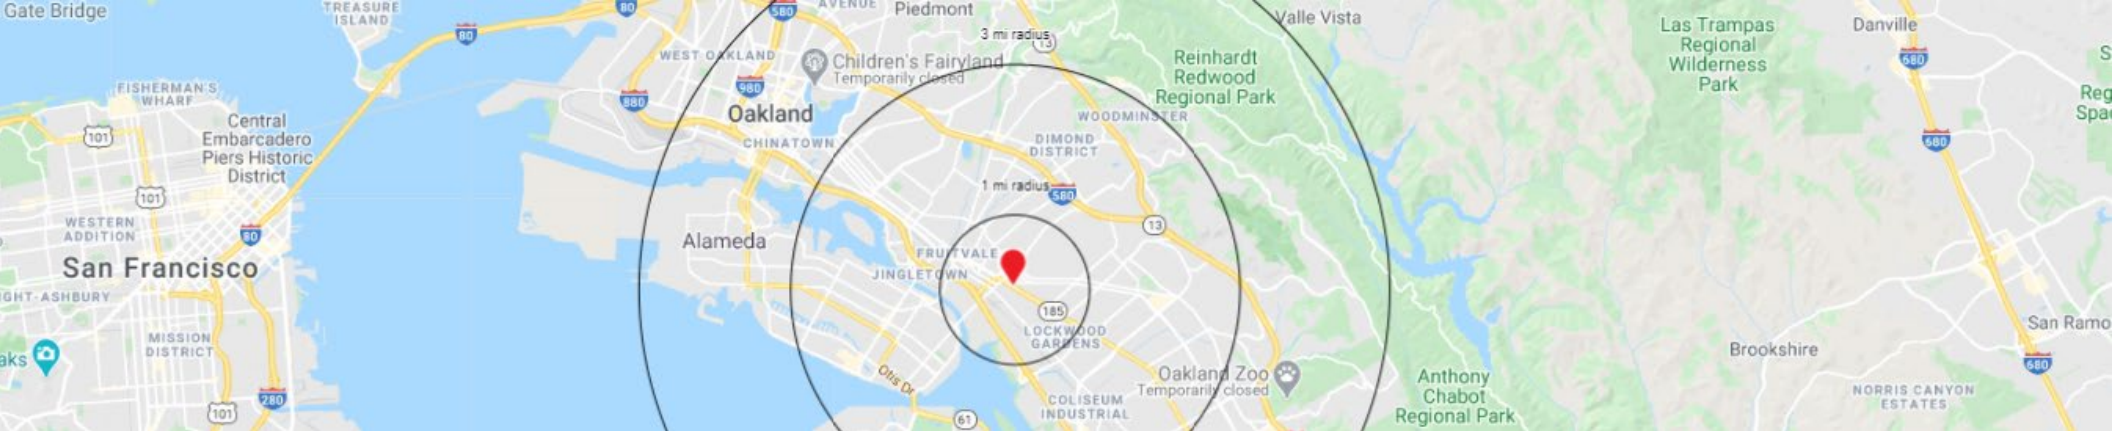 Gate Bridge
TREASURE
ISLAND
80
80
580
AVENUE
Piedmont
Valle Vista
Las Trampas
Regional
Wilderness
Park
Danville
680
3 mi radius
13
WEST OAKLAND
Children's Fairyland
Temporarily closed
Reinhardt
Redwood
Regional Park
FISHERMAN'S
WHARF
980
880
Oakland
CHINATOWN
WOODMINSTER
DIMOND
DISTRICT
101
Central
Embarcadero
Piers Historic
District
680
S
Reg
Spa
101
1 mi radius
580
13
WESTERN
ADDITION
80
Alameda
FRUITVALE
JINGLETOWN
San Francisco
GHT-ASHBURY
185
LOCKWOOD
GARDENS
MISSION
DISTRICT
aks
280
101
Otis Dr
61
Oakland Zoo
Temporarily closed
COLISEUM
INDUSTRIAL
Anthony
Chabot
Regional Park
Brookshire
San Ramo
680
NORRIS CANYON
ESTATES